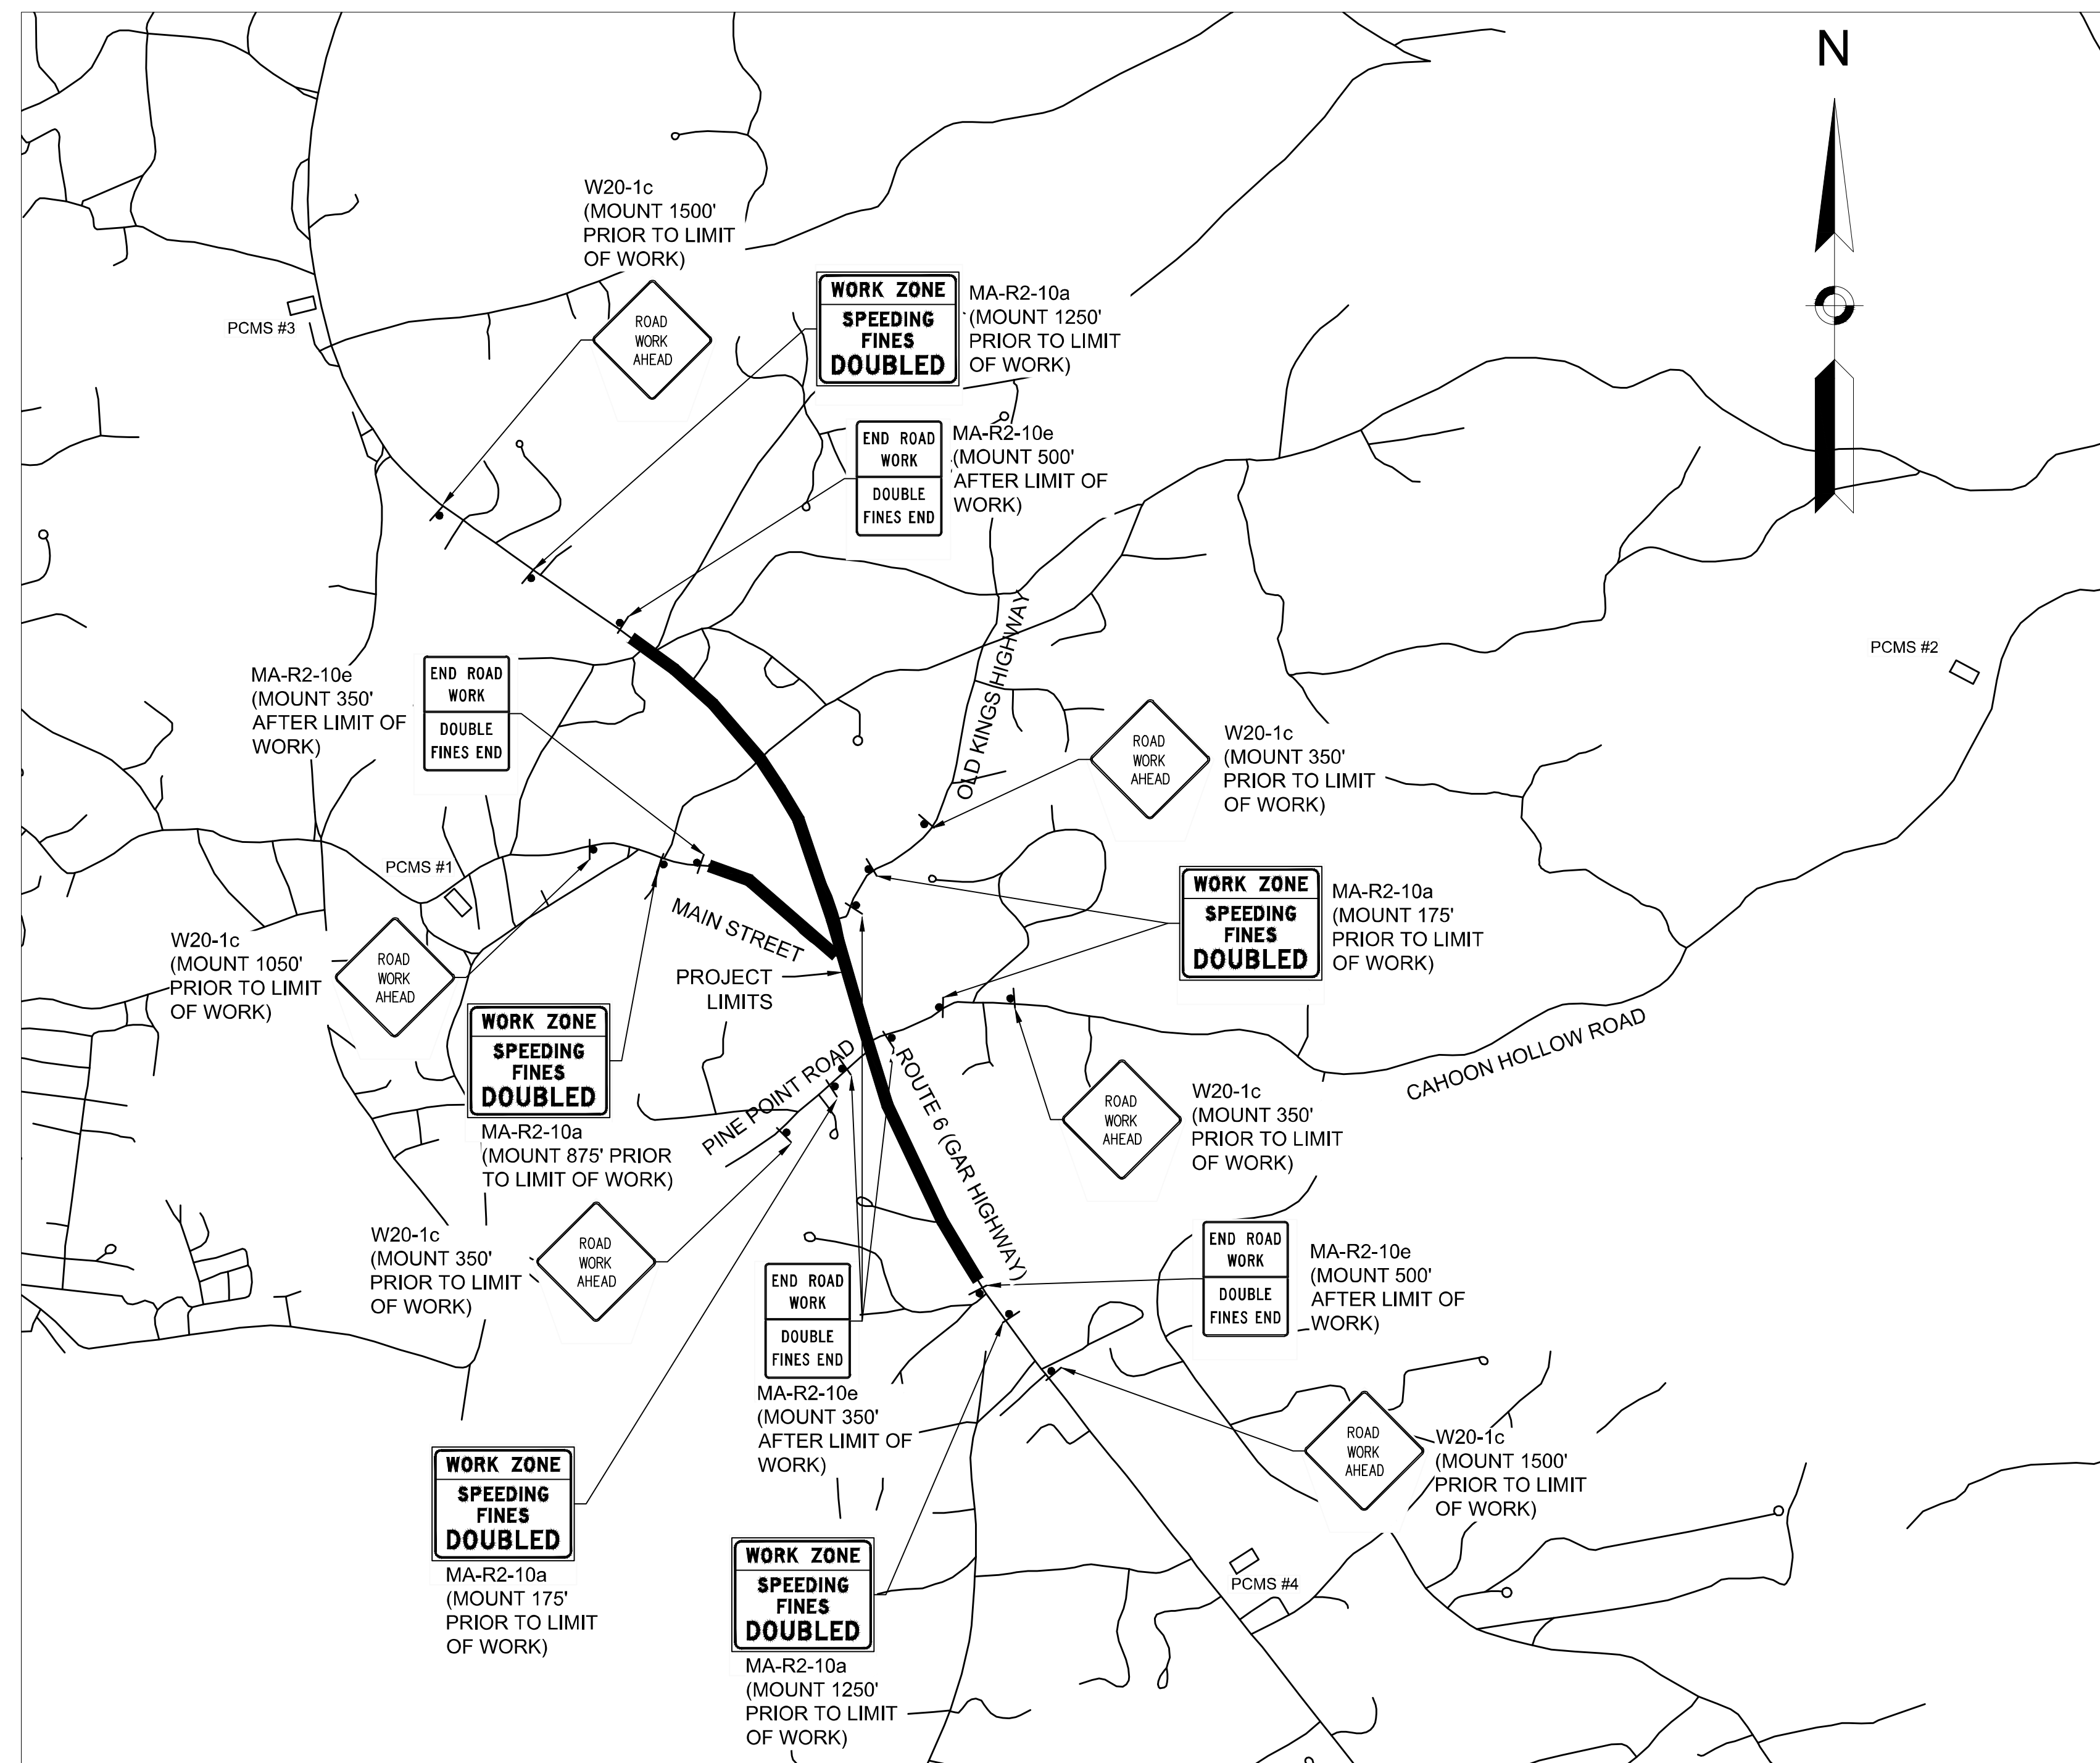 N
W20-1c
(MOUNT 1500'
PRIOR TO LIMIT
OF WORK)
ROAD
WORK
AHEAD
WORK ZONE
SPEEDING
FINES
DOUBLED
MA-R2-10a
(MOUNT 1250'
PRIOR TO LIMIT
OF WORK)
PCMS #3
END ROAD
WORK
DOUBLE
FINES END
MA-R2-10e
(MOUNT 500'
AFTER LIMIT OF
WORK)
OLD KINGS HIGHWAY
PCMS #2
MA-R2-10e
(MOUNT 350'
AFTER LIMIT OF
WORK)
END ROAD
WORK
DOUBLE
FINES END
ROAD
WORK
AHEAD
W20-1c
(MOUNT 350'
PRIOR TO LIMIT
OF WORK)
PCMS #1
MAIN STREET
WORK ZONE
SPEEDING
FINES
DOUBLED
MA-R2-10a
(MOUNT 175'
PRIOR TO LIMIT
OF WORK)
W20-1c
(MOUNT 1050'
PRIOR TO LIMIT
OF WORK)
ROAD
WORK
AHEAD
PROJECT
LIMITS
WORK ZONE
SPEEDING
FINES
DOUBLED
MA-R2-10a
(MOUNT 875' PRIOR
TO LIMIT OF WORK)
PINE POINT ROAD
ROUTE 6 (GAR HIGHWAY)
CAHOON HOLLOW ROAD
ROAD
WORK
AHEAD
W20-1c
(MOUNT 350'
PRIOR TO LIMIT
OF WORK)
W20-1c
(MOUNT 350'
PRIOR TO LIMIT
OF WORK)
ROAD
WORK
AHEAD
END ROAD
WORK
DOUBLE
FINES END
MA-R2-10e
(MOUNT 350'
AFTER LIMIT OF
WORK)
END ROAD
WORK
DOUBLE
FINES END
MA-R2-10e
(MOUNT 500'
AFTER LIMIT OF
WORK)
ROAD
WORK
AHEAD
W20-1c
(MOUNT 1500'
PRIOR TO LIMIT
OF WORK)
WORK ZONE
SPEEDING
FINES
DOUBLED
MA-R2-10a
(MOUNT 175'
PRIOR TO LIMIT
OF WORK)
WORK ZONE
SPEEDING
FINES
DOUBLED
MA-R2-10a
(MOUNT 1250'
PRIOR TO LIMIT
OF WORK)
PCMS #4